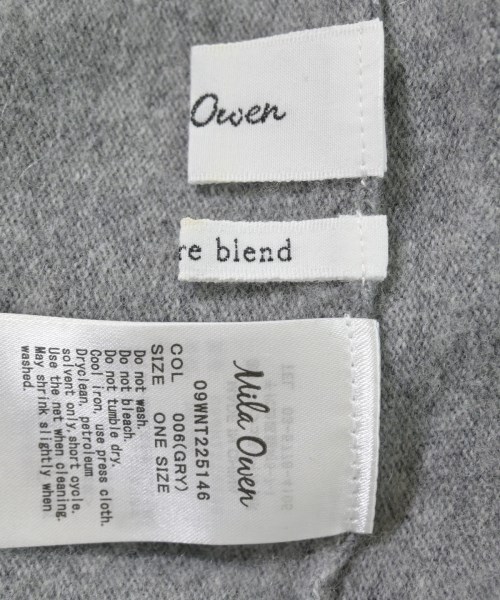 Owen
re blend
Mila Owen
09WNT225146
COL 006(GRY)
SIZE ONE SIZE
Do not wash.
Do not bleach.
Do not tumble dry.
Cool iron, use press cloth.
Dryclean, petroleum
solvent only,short cycle.
Use the net when cleaning.
May shrink slightly when
washed.